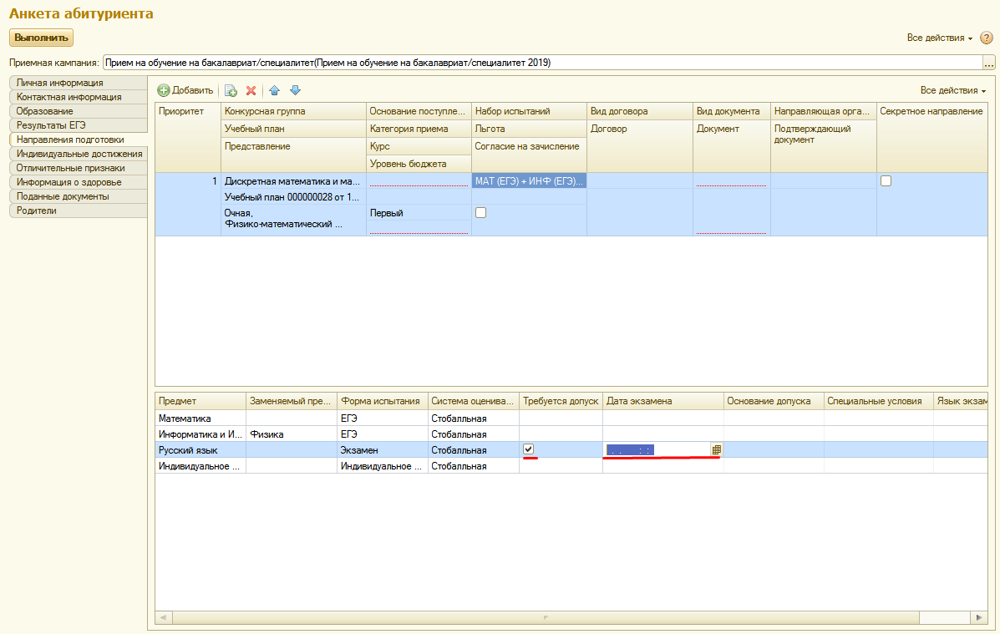 Анкета абитуриента
Выполнить
Все действия
Приемная кампания: Прием на обучение на бакалавриат/специалитет(Прием на обучение на бакалавриат/специалитет 2019)
Личная информация
Контактная информация
Образование
Результаты ЕГЭ
Направления подготовки
Индивидуальные достижения
Отличительные признаки
Информация о здоровье
Поданные документы
Родители
Добавить
Все действия
Приоритет Конкурсная группа Основание поступле... Набор испытаний Вид договора Вид документа Направляющая орга... Секретное направление
Учебный план Категория приема Льгота Договор Документ Подтверждающий документ
Представление Курс Согласие на зачисление
Уровень бюджета
1 Дискретная математика и ма... МАТ (ЕГЭ) + ИНФ (ЕГЭ)...
Учебный план 000000028 от 1...
Очная, Первый
Физико-математический ...
Предмет Заменяемый пре... Форма испытания Система оценива... Требуется допуск Дата экзамена Основание допуска Специальные условия Язык экзам
Математика ЕГЭ Стобалльная
Информатика и И... Физика ЕГЭ Стобалльная
Русский язык Экзамен Стобалльная . . : :
Индивидуальное ... Индивидуальное ... Стобалльная